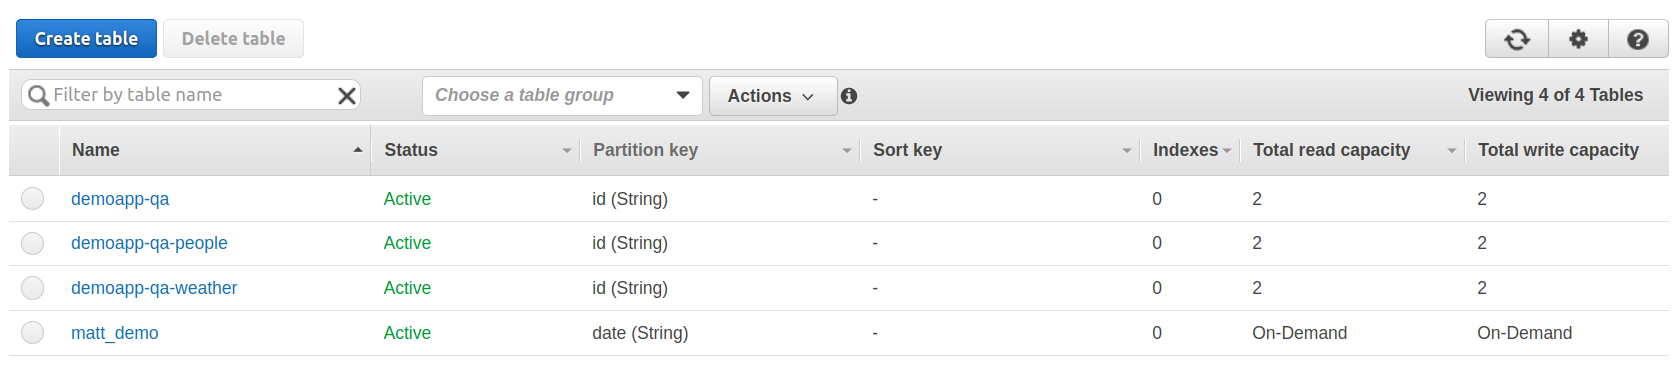 Create table Delete table
Filter by table name Choose a table group Actions Viewing 4 of 4 Tables
Name Status Partition key Sort key Indexes Total read capacity Total write capacity
demoapp-qa Active id (String) - 0 2 2
demoapp-qa-people Active id (String) - 0 2 2
demoapp-qa-weather Active id (String) - 0 2 2
matt_demo Active date (String) - 0 On-Demand On-Demand